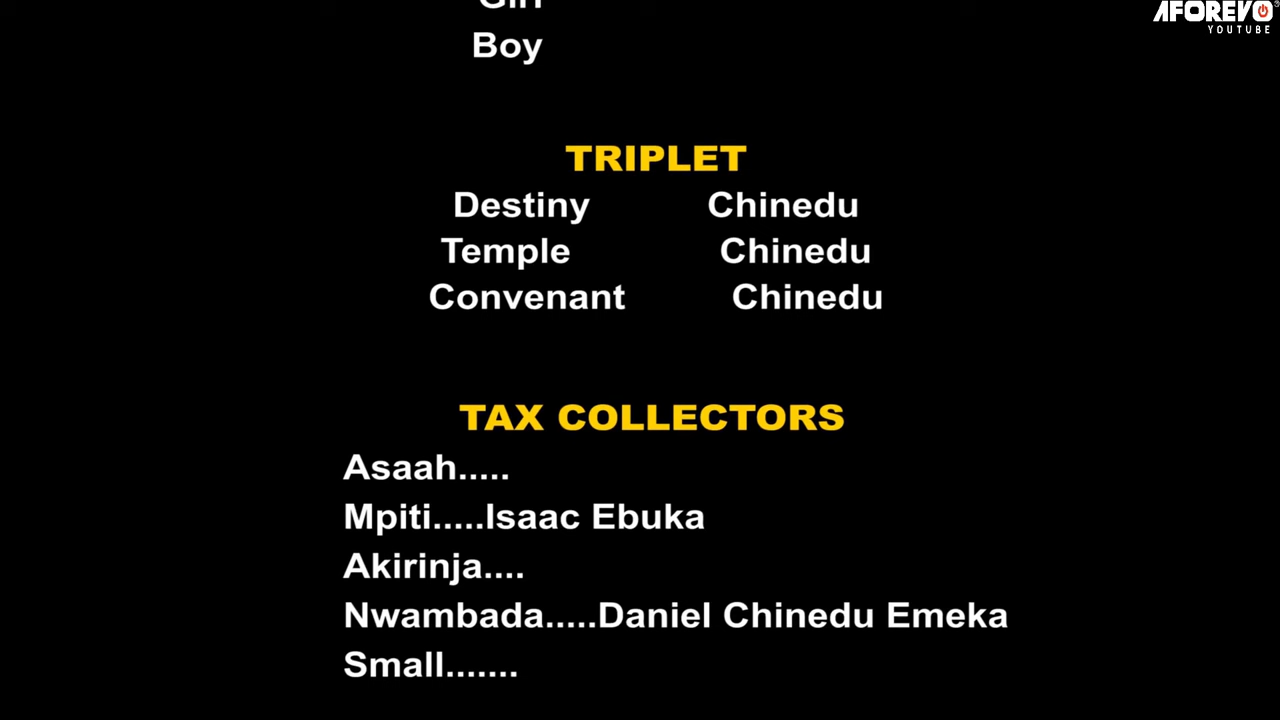 AFOREVO
YOUTUBE
Girl
Boy
TRIPLET
Destiny Chinedu
Temple Chinedu
Convenant Chinedu
TAX COLLECTORS
Asaah.....
Mpiti.....Isaac Ebuka
Akirinja....
Nwambada.....Daniel Chinedu Emeka
Small.......